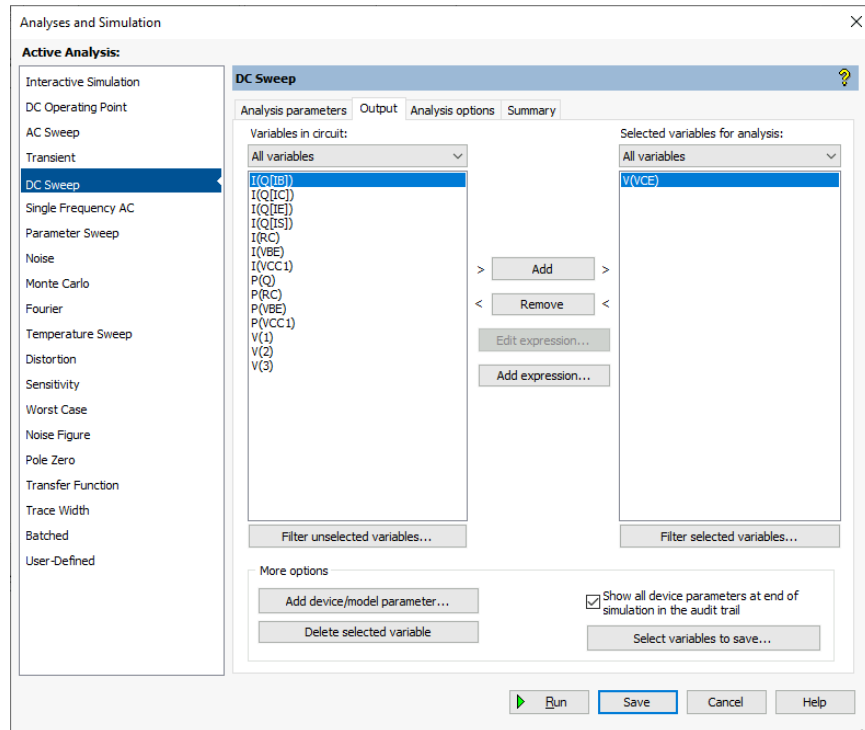 Analyses and Simulation
Active Analysis:
Interactive Simulation
DC Operating Point
AC Sweep
Transient
DC Sweep
Single Frequency AC
Parameter Sweep
Noise
Monte Carlo
Fourier
Temperature Sweep
Distortion
Sensitivity
Worst Case
Noise Figure
Pole Zero
Transfer Function
Trace Width
Batched
User-Defined
DC Sweep
?
Analysis parameters Output Analysis options Summary
Variables in circuit:
All variables
I(Q[IB])
I(Q[IC])
I(Q[IE])
I(Q[IS])
I(RC)
I(VBE)
I(VCC1)
P(Q)
P(RC)
P(VBE)
P(VCC1)
V(1)
V(2)
V(3)
Filter unselected variables...
> Add >
< Remove <
Edit expression...
Add expression...
Selected variables for analysis:
All variables
V(VCE)
Filter selected variables...
More options
Add device/model parameter...
Delete selected variable
Show all device parameters at end of
simulation in the audit trail
Select variables to save...
Run Save Cancel Help